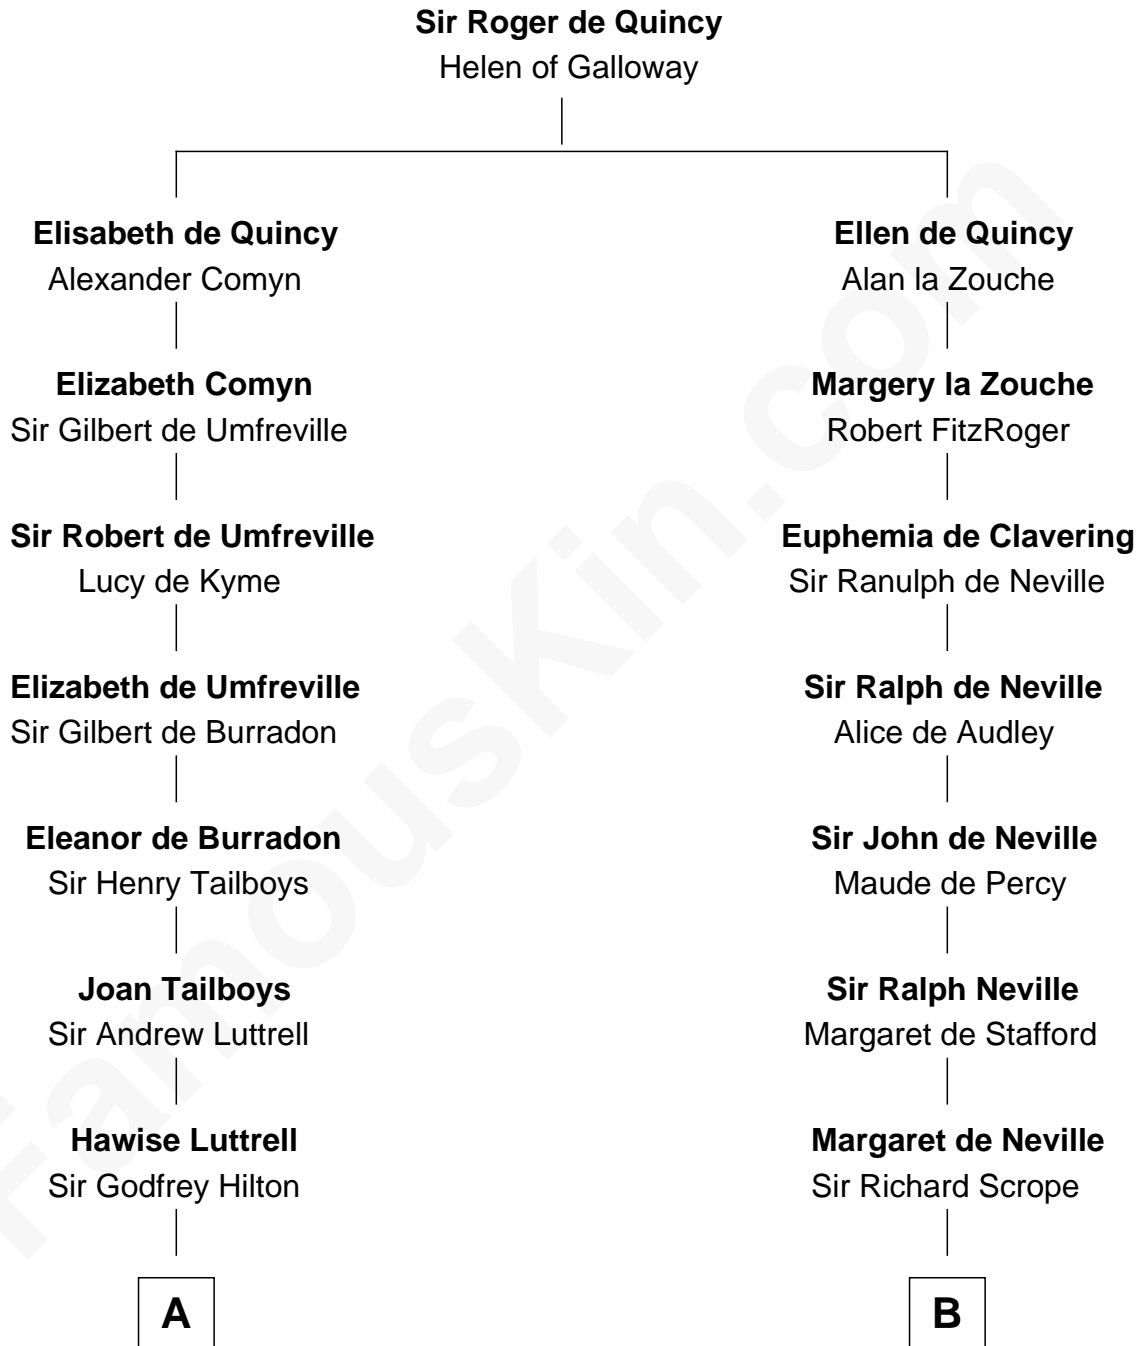 Sir Roger de Quincy
Helen of Galloway
Elisabeth de Quincy
Alexander Comyn
Ellen de Quincy
Alan la Zouche
Elizabeth Comyn
Sir Gilbert de Umfreville
Margery la Zouche
Robert FitzRoger
Sir Robert de Umfreville
Lucy de Kyme
Euphemia de Clavering
Sir Ranulph de Neville
Elizabeth de Umfreville
Sir Gilbert de Burradon
Sir Ralph de Neville
Alice de Audley
Eleanor de Burradon
Sir Henry Tailboys
Sir John de Neville
Maude de Percy
Joan Tailboys
Sir Andrew Luttrell
Sir Ralph Neville
Margaret de Stafford
Hawise Luttrell
Sir Godfrey Hilton
Margaret de Neville
Sir Richard Scrope
A
B
FamousKin.com